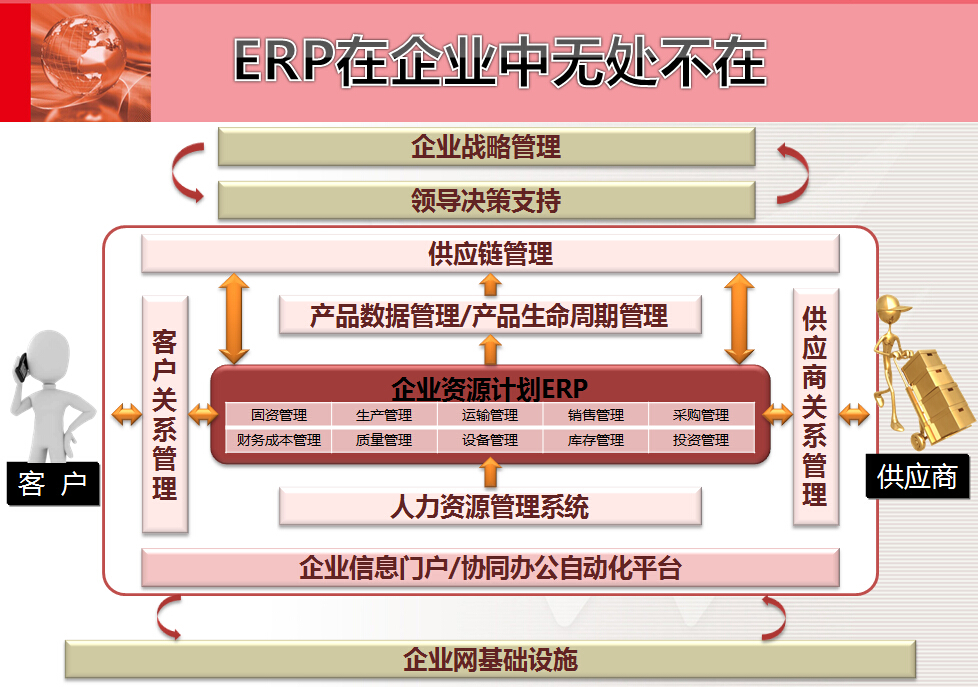 ERP在企业中无处不在
企业战略管理
领导决策支持
供应链管理
产品数据管理/产品生命周期管理
客户关系管理
供应商关系管理
企业资源计划ERP
固资管理 生产管理 运输管理 销售管理 采购管理
财务成本管理 质量管理 设备管理 库存管理 投资管理
客 户
供应商
人力资源管理系统
企业信息门户/协同办公自动化平台
企业网基础设施